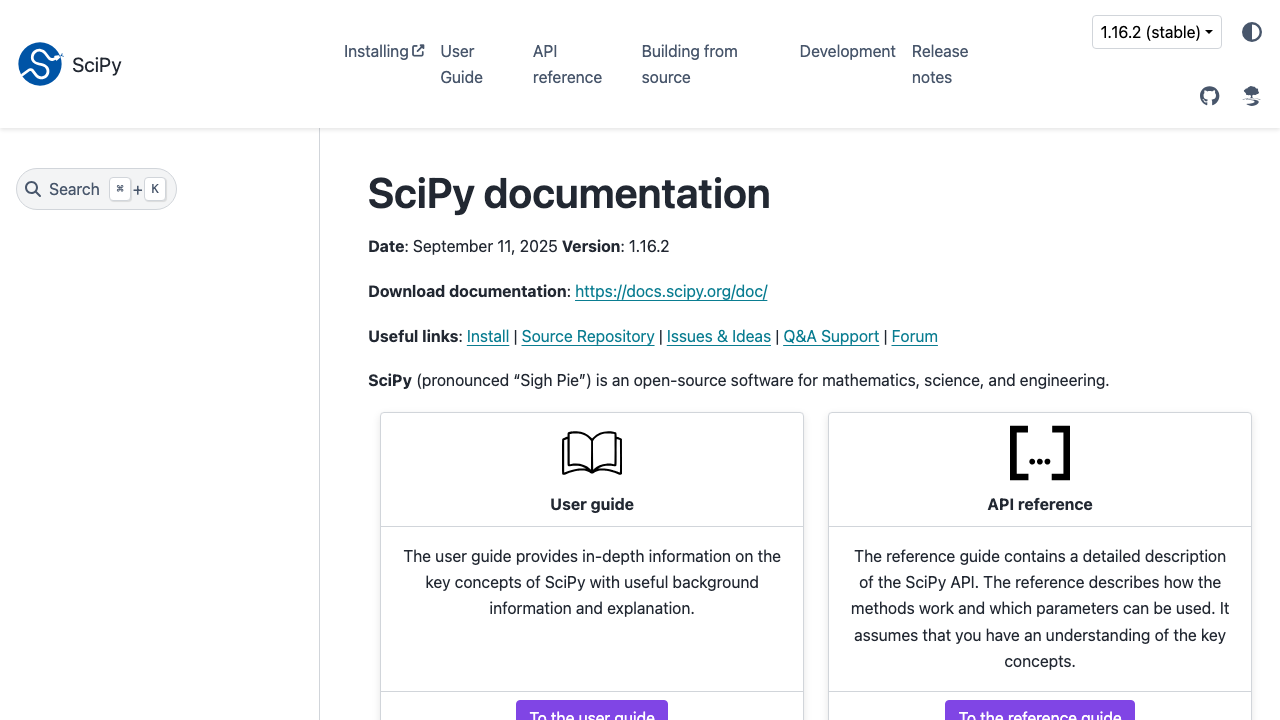 SciPy
Installing
User Guide
API reference
Building from source
Development
Release notes
1.16.2 (stable)
Search ⌘ + K
SciPy documentation
Date: September 11, 2025 Version: 1.16.2
Download documentation: https://docs.scipy.org/doc/
Useful links: Install | Source Repository | Issues & Ideas | Q&A Support | Forum
SciPy (pronounced “Sigh Pie”) is an open-source software for mathematics, science, and engineering.
User guide
The user guide provides in-depth information on the
key concepts of SciPy with useful background
information and explanation.
To the user guide
API reference
The reference guide contains a detailed description
of the SciPy API. The reference describes how the
methods work and which parameters can be used. It
assumes that you have an understanding of the key
concepts.
To the reference guide